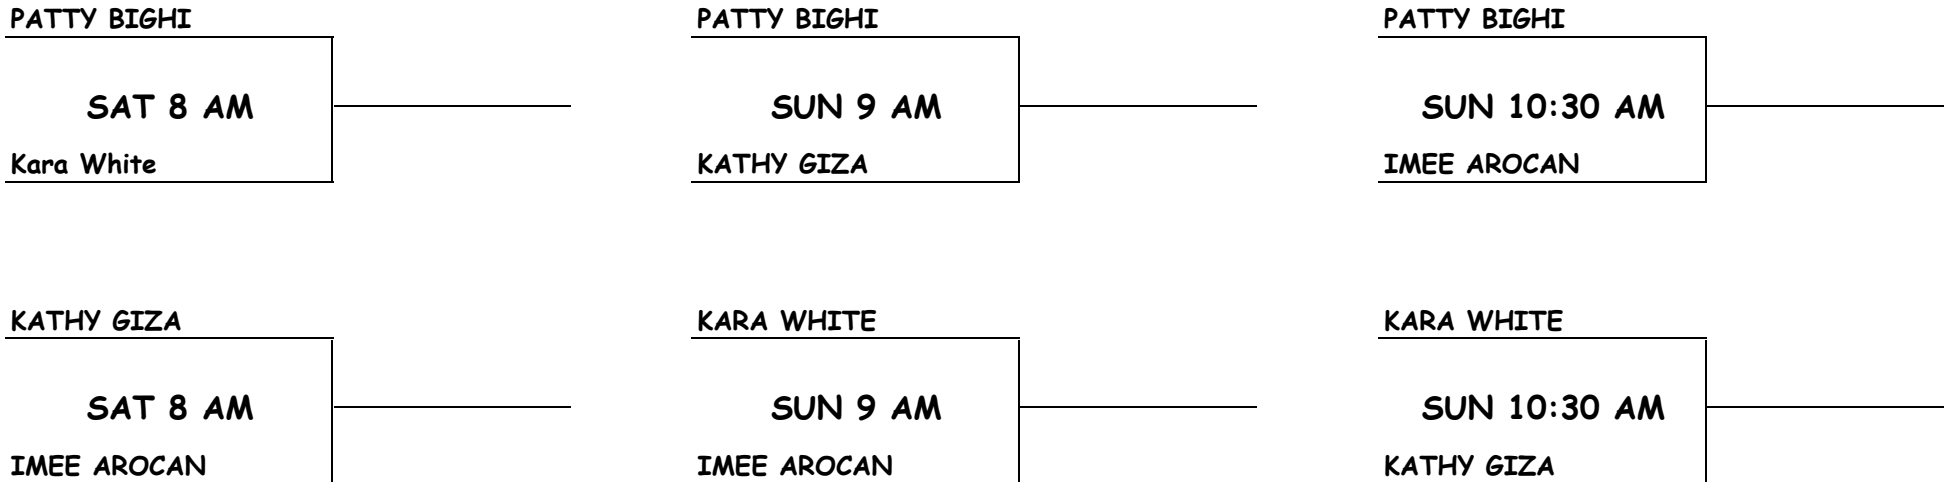 PATTY BIGHI
SAT 8 AM
Kara White
PATTY BIGHI
SUN 9 AM
KATHY GIZA
PATTY BIGHI
SUN 10:30 AM
IMEE AROCAN
KATHY GIZA
SAT 8 AM
IMEE AROCAN
KARA WHITE
SUN 9 AM
IMEE AROCAN
KARA WHITE
SUN 10:30 AM
KATHY GIZA